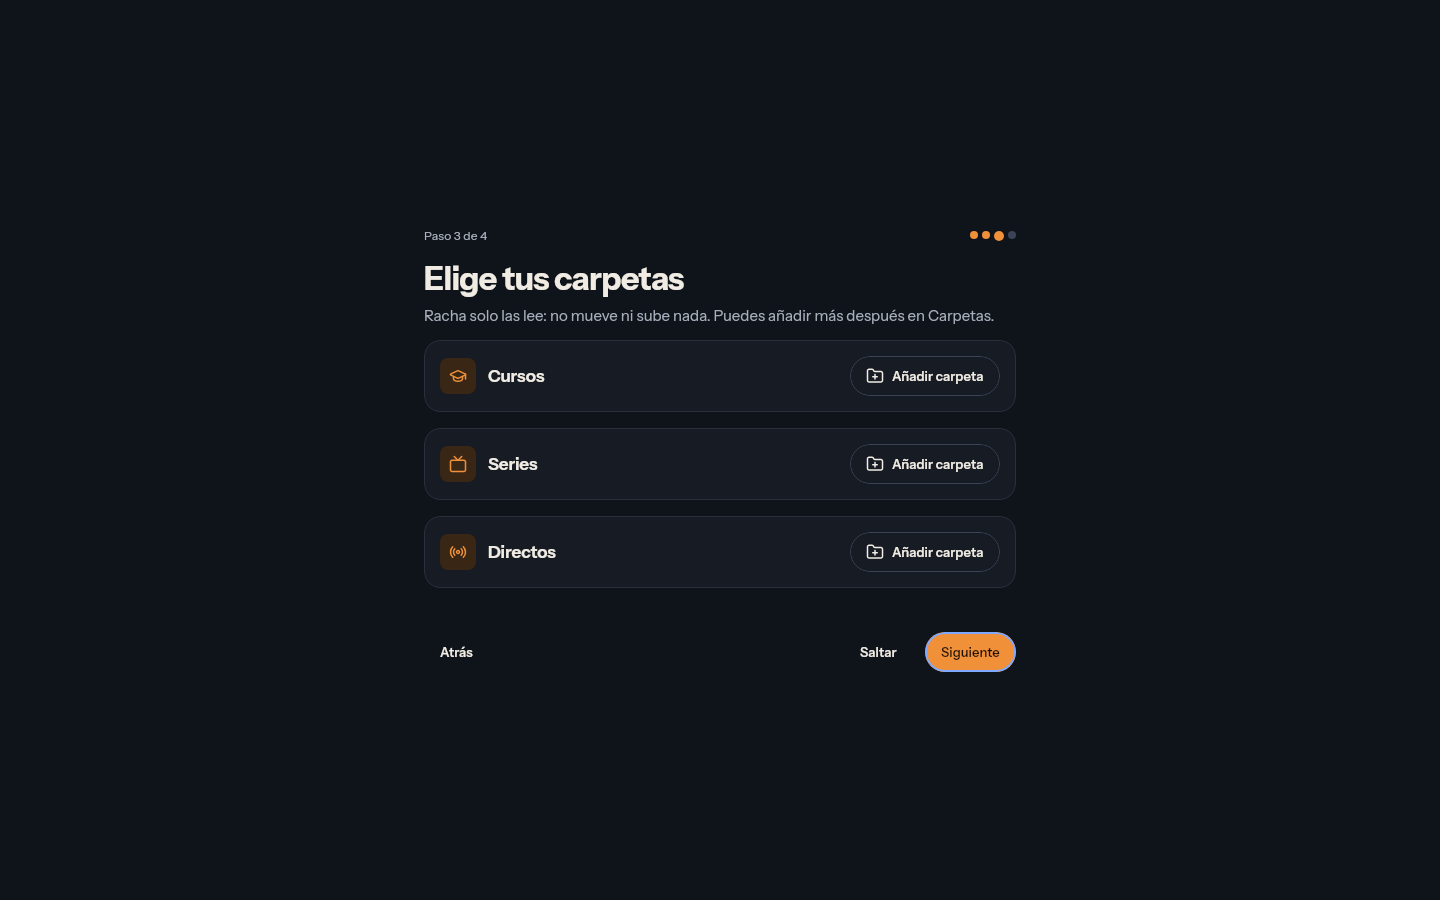 Paso 3 de 4
Elige tus carpetas
Racha solo las lee: no mueve ni sube nada. Puedes añadir más después en Carpetas.
Cursos
Añadir carpeta
Series
Añadir carpeta
Directos
Añadir carpeta
Atrás
Saltar
Siguiente